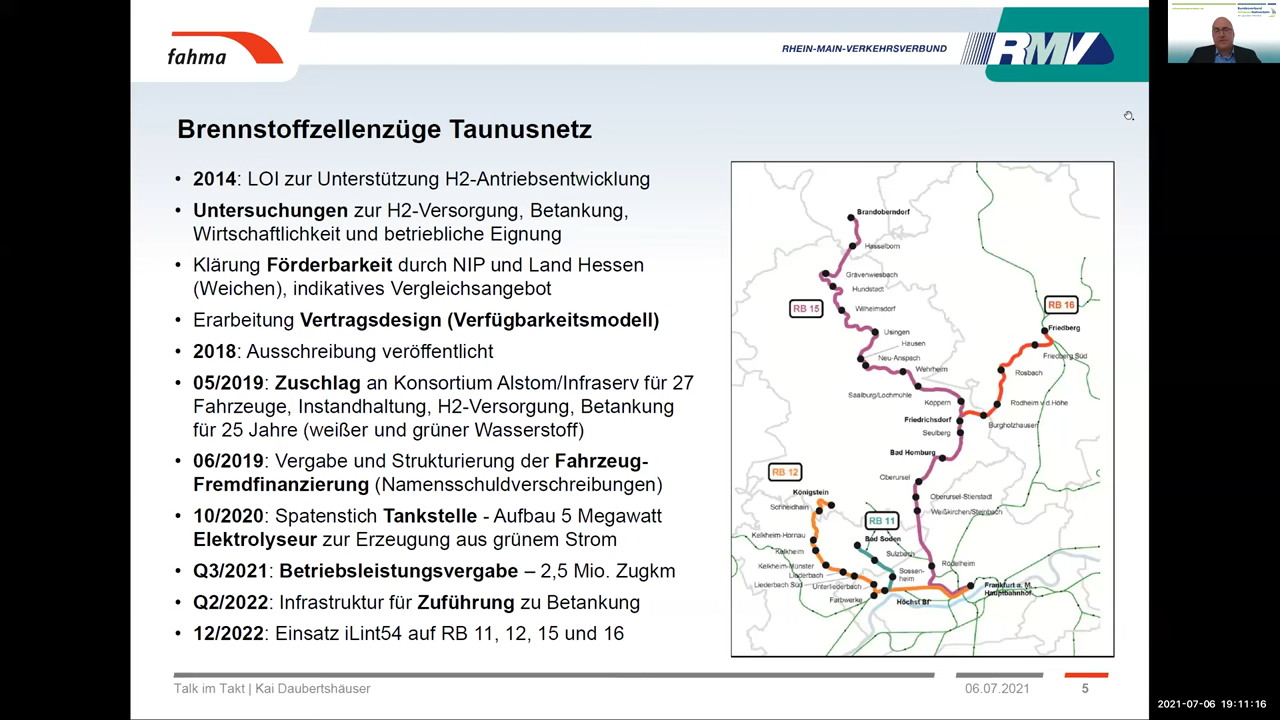 fahma
RHEIN-MAIN-VERKEHRSVERBUND
RMV
Brennstoffzellenzüge Taunusnetz
• 2014: LOI zur Unterstützung H2-Antriebsentwicklung
• Untersuchungen zur H2-Versorgung, Betankung,
Wirtschaftlichkeit und betriebliche Eignung
• Klärung Förderbarkeit durch NIP und Land Hessen
(Weichen), indikatives Vergleichsangebot
• Erarbeitung Vertragsdesign (Verfügbarkeitsmodell)
• 2018: Ausschreibung veröffentlicht
• 05/2019: Zuschlag an Konsortium Alstom/Infraserv für 27
Fahrzeuge, Instandhaltung, H2-Versorgung, Betankung
für 25 Jahre (weißer und grüner Wasserstoff)
• 06/2019: Vergabe und Strukturierung der Fahrzeug-
Fremdfinanzierung (Namensschuldverschreibungen)
• 10/2020: Spatenstich Tankstelle - Aufbau 5 Megawatt
Elektrolyseur zur Erzeugung aus grünem Strom
• Q3/2021: Betriebsleistungsvergabe – 2,5 Mio. Zugkm
• Q2/2022: Infrastruktur für Zuführung zu Betankung
• 12/2022: Einsatz iLint54 auf RB 11, 12, 15 und 16
Brandoberndorf
Hasselborn
Grävenwiesbach
Hundstadt
RB 15
Wilhelmsdorf
RB 16
Friedberg
Usingen
Hausen
Friedberg Süd
Neu-Anspach
Wehrheim
Rosbach
Saalburg/Lochmühle
Köppern
Rodheim v.d.Höhe
Friedrichsdorf
Burgholzhausen
Seulberg
Bad Homburg
RB 12
Oberursel
Königstein
Oberursel-Stierstadt
Schneidhain
Weißkirchen/Steinbach
RB 11
Kelkheim-Hornau
Bad Soden
Kelkheim
Sulzbach
Kelkheim-Münster
Rödelheim
Liederbach
Sossen-
heim
Liederbach Süd
Unterliederbach
Frankfurt a. M.
Hauptbahnhof
Farbwerke
Höchst Bf
Talk im Takt | Kai Daubertshäuser
06.07.2021
5
2021-07-06 19:11:16